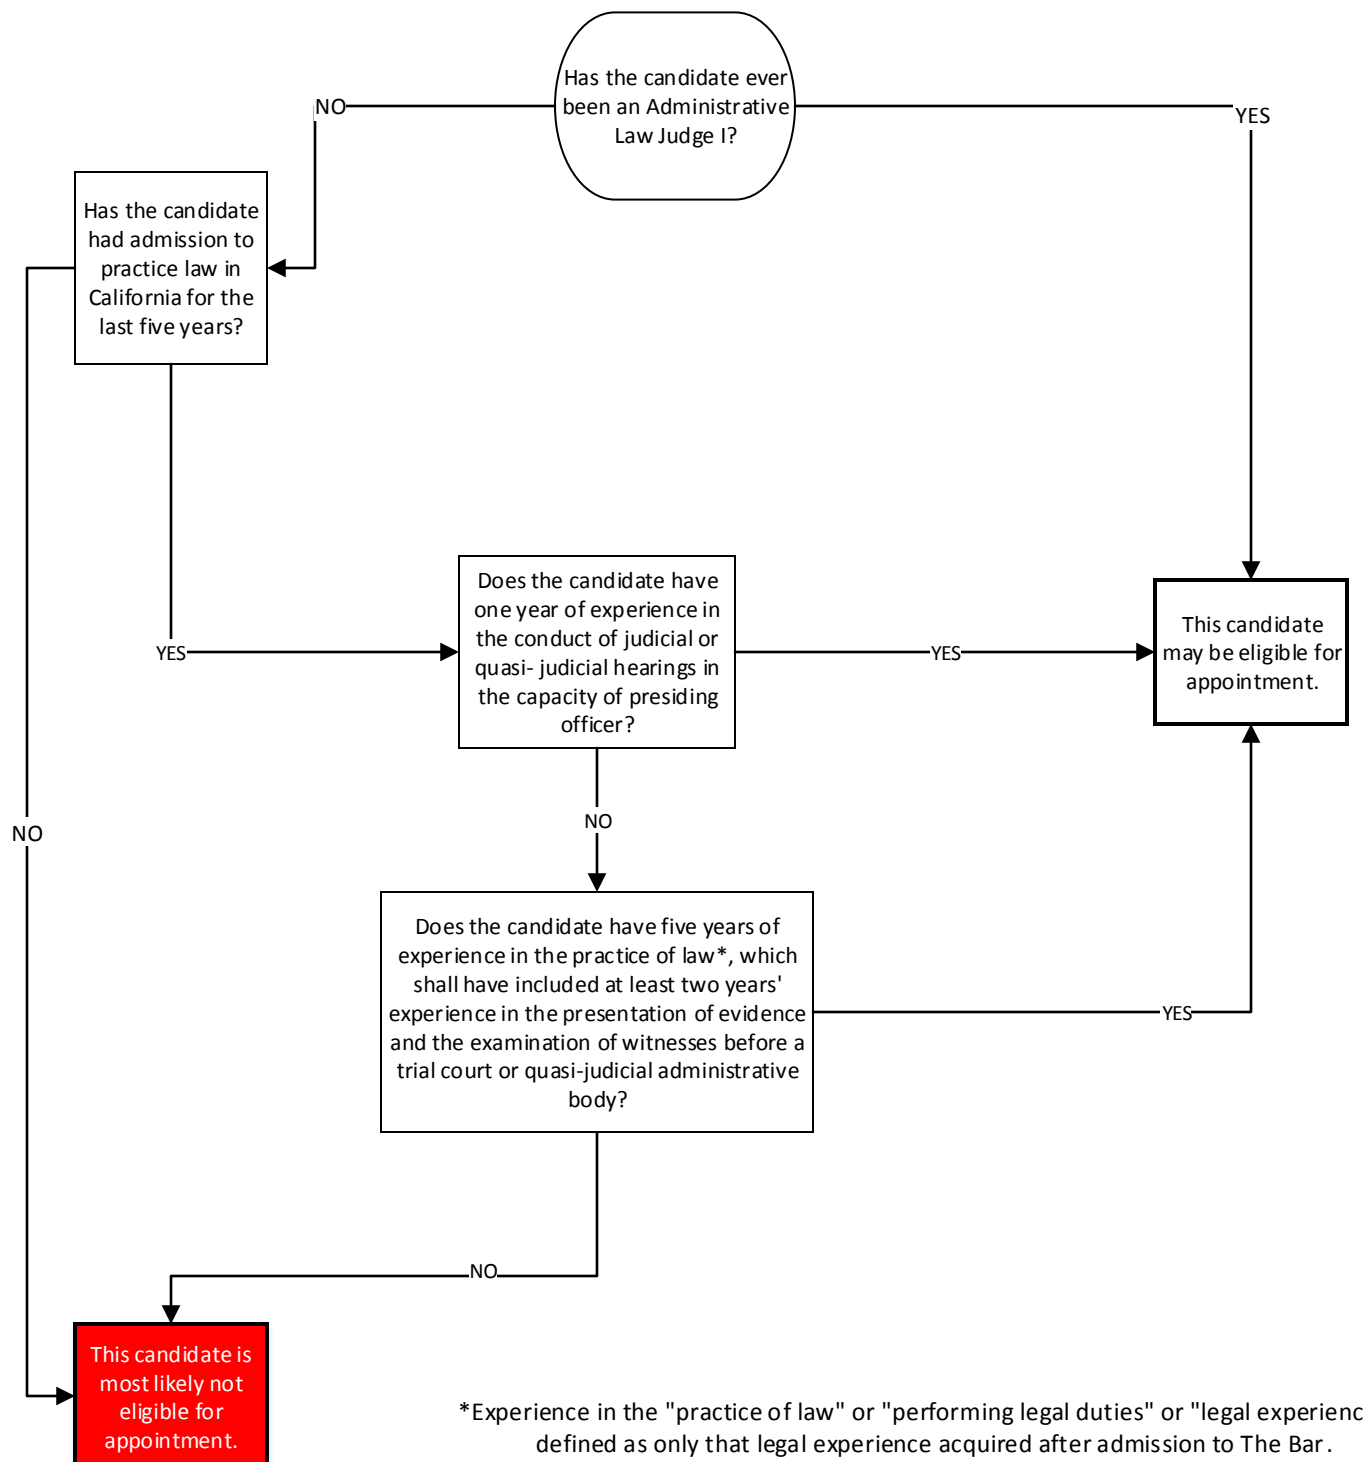 Has the candidate ever
been an Administrative
Law Judge I?
NO
YES
Has the candidate
had admission to
practice law in
California for the
last five years?
Does the candidate have
one year of experience in
the conduct of judicial or
quasi- judicial hearings in
the capacity of presiding
officer?
YES
YES
This candidate
may be eligible for
appointment.
NO
NO
Does the candidate have five years of
experience in the practice of law*, which
shall have included at least two years'
experience in the presentation of evidence
and the examination of witnesses before a
trial court or quasi-judicial administrative
body?
YES
NO
This candidate is
most likely not
eligible for
appointment.
*Experience in the "practice of law" or "performing legal duties" or "legal experienc
defined as only that legal experience acquired after admission to The Bar.